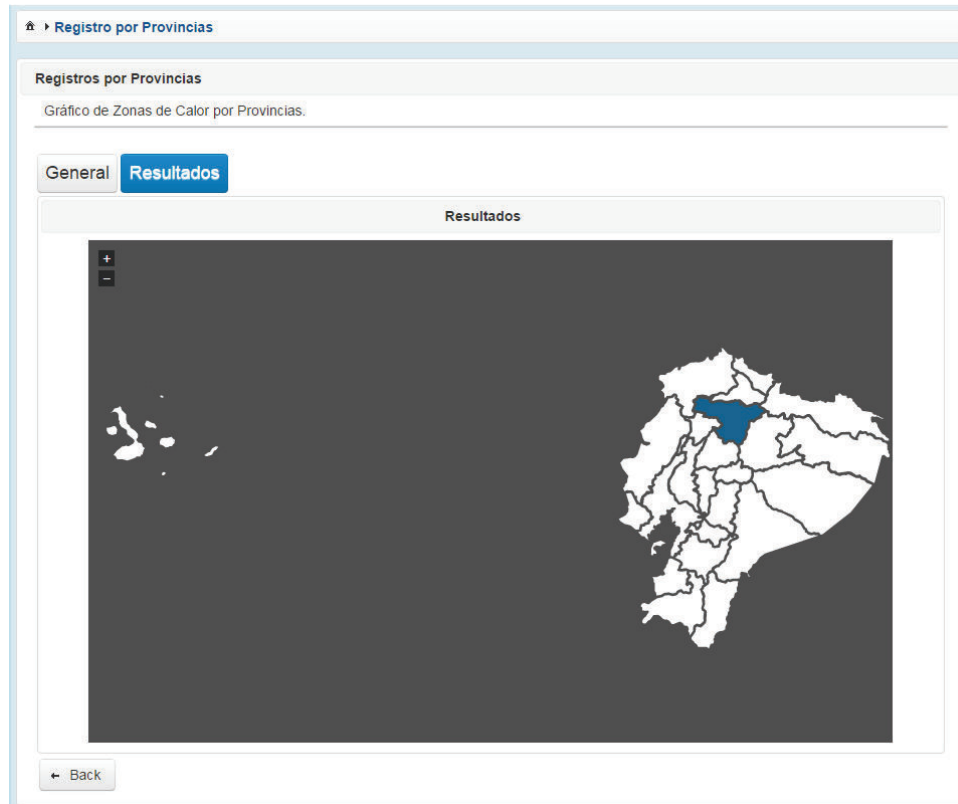 Registro por Provincias
Registros por Provincias
Gráfico de Zonas de Calor por Provincias.
General Resultados
Resultados
+
−
Back